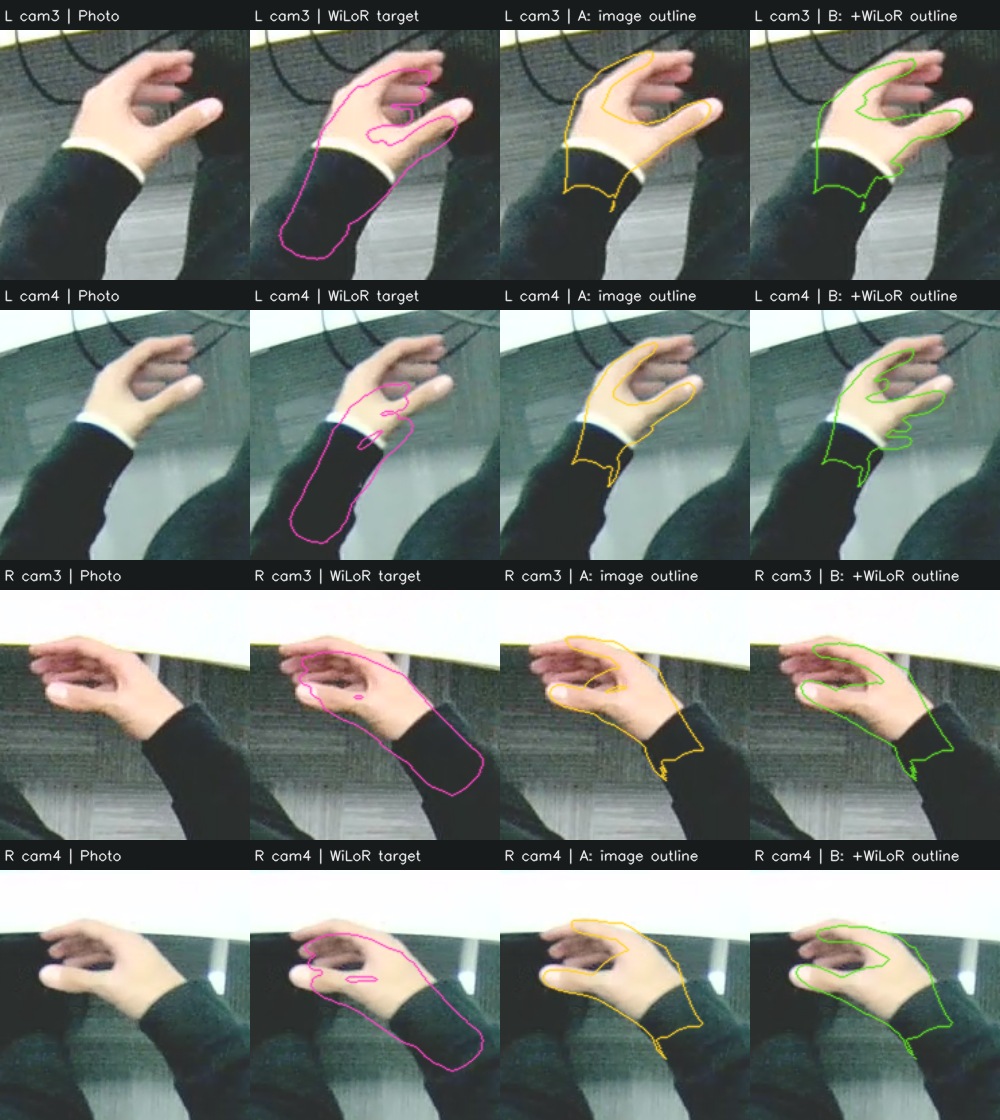 L cam3 | Photo
L cam3 | WiLoR target
L cam3 | A: image outline
L cam3 | B: +WiLoR outline
L cam4 | Photo
L cam4 | WiLoR target
L cam4 | A: image outline
L cam4 | B: +WiLoR outline
R cam3 | Photo
R cam3 | WiLoR target
R cam3 | A: image outline
R cam3 | B: +WiLoR outline
R cam4 | Photo
R cam4 | WiLoR target
R cam4 | A: image outline
R cam4 | B: +WiLoR outline